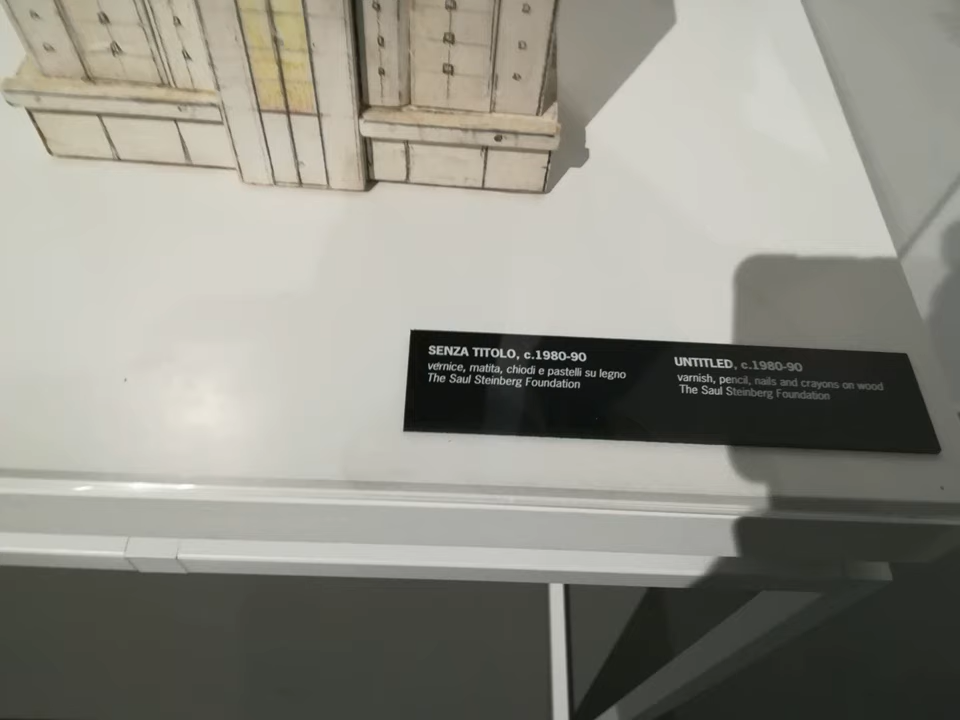 SENZA TITOLO, c.1980-90
vernice, matita, chiodi e pastelli su legno
The Saul Steinberg Foundation
UNTITLED, c.1980-90
varnish, pencil, nails and crayons on wood
The Saul Steinberg Foundation